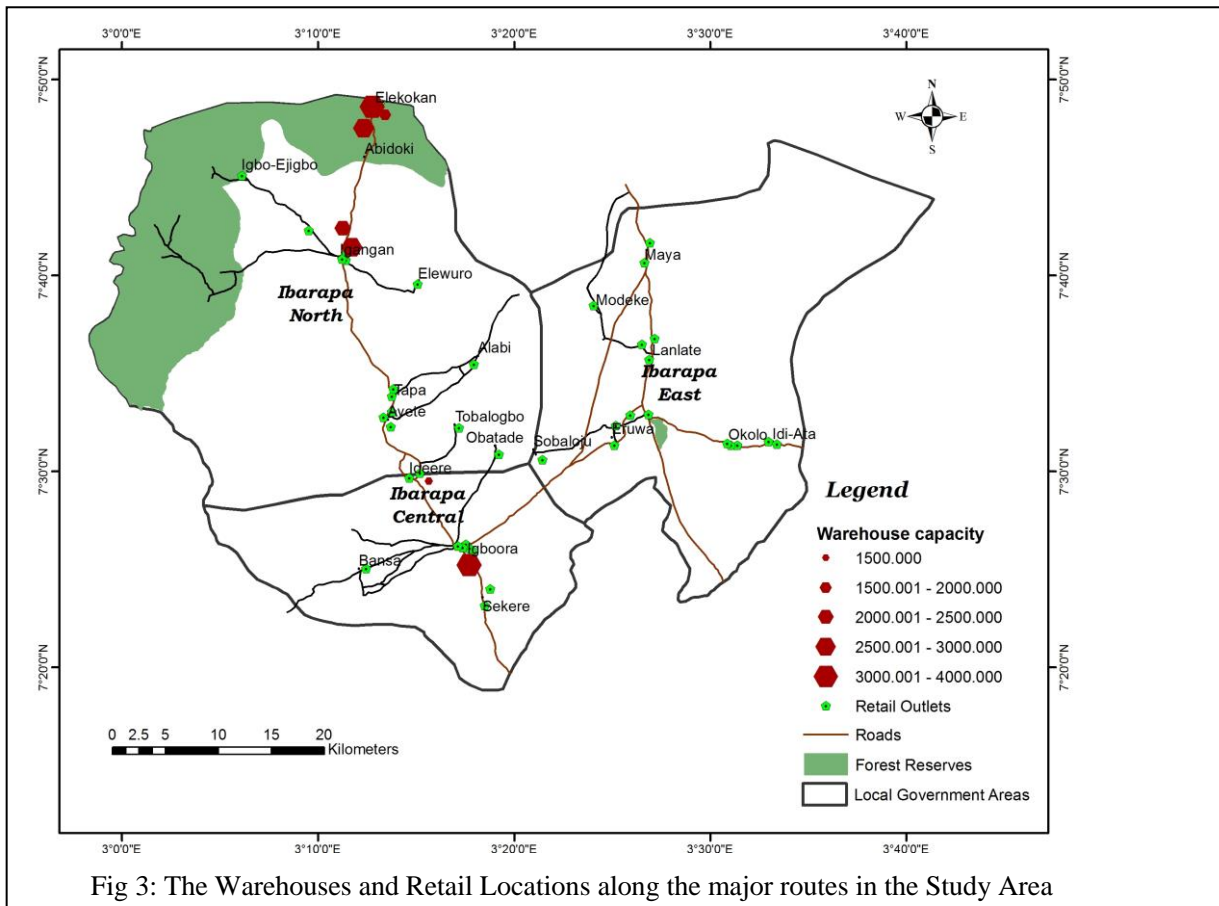 3°0'0"E 3°10'0"E 3°20'0"E 3°30'0"E 3°40'0"E
7°50'0"N 7°50'0"N
Elekokan
N
W E
S
Abidoki
Igbo-Ejigbo
Igangan
Maya
7°40'0"N 7°40'0"N
Elewuro
Ibarapa
North
Modeke
Alabi
Lanlate
Ibarapa
East
Tapa
Ayete
Tobalogbo
Obatade
Sobaloju
Eruwa
Okolo Idi-Ata
7°30'0"N 7°30'0"N
Idere
Ibarapa
Central
Igboora
Bansa
Sekere
7°20'0"N 7°20'0"N
Legend
Warehouse capacity
1500.000
1500.001 - 2000.000
2000.001 - 2500.000
2500.001 - 3000.000
3000.001 - 4000.000
Retail Outlets
Roads
Forest Reserves
Local Government Areas
0 2.5 5 10 15 20
Kilometers
3°0'0"E 3°10'0"E 3°20'0"E 3°30'0"E 3°40'0"E
Fig 3: The Warehouses and Retail Locations along the major routes in the Study Area